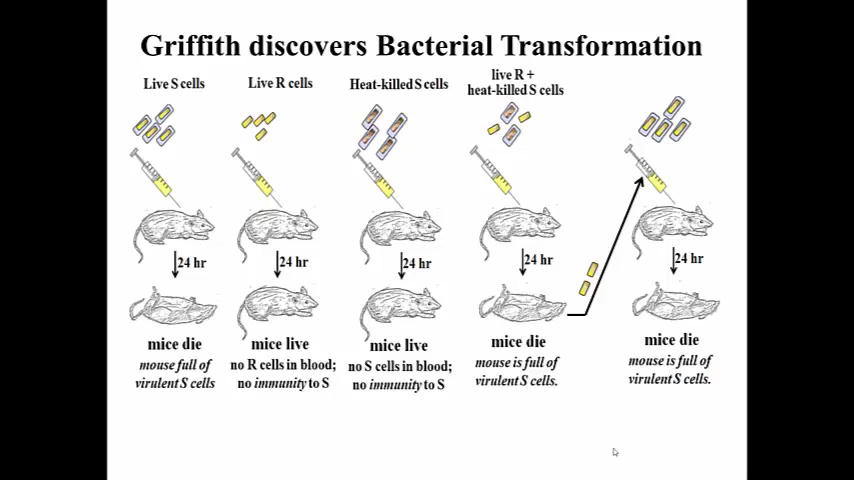 Griffith discovers Bacterial Transformation
Live S cells
Live R cells
Heat-killed S cells
live R +
heat-killed S cells
24 hr
24 hr
24 hr
24 hr
24 hr
mice die
mouse full of
virulent S cells
mice live
no R cells in blood;
no immunity to S
mice live
no S cells in blood;
no immunity to S
mice die
mouse is full of
virulent S cells.
mice die
mouse is full of
virulent S cells.